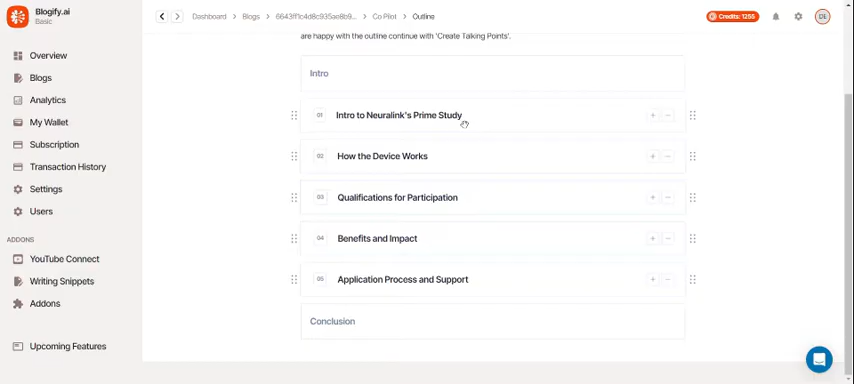 Blogify.ai
Basic
Dashboard > Blogs > 6643ff1c4d8c935ae8b9... > Co Pilot > Outline
Credits: 1255
DE
are happy with the outline continue with 'Create Talking Points'.
Overview
Blogs
Analytics
My Wallet
Subscription
Transaction History
Settings
Users
ADDONS
YouTube Connect
Writing Snippets
Addons
Upcoming Features
Intro
01 Intro to Neuralink's Prime Study
02 How the Device Works
03 Qualifications for Participation
04 Benefits and Impact
05 Application Process and Support
Conclusion